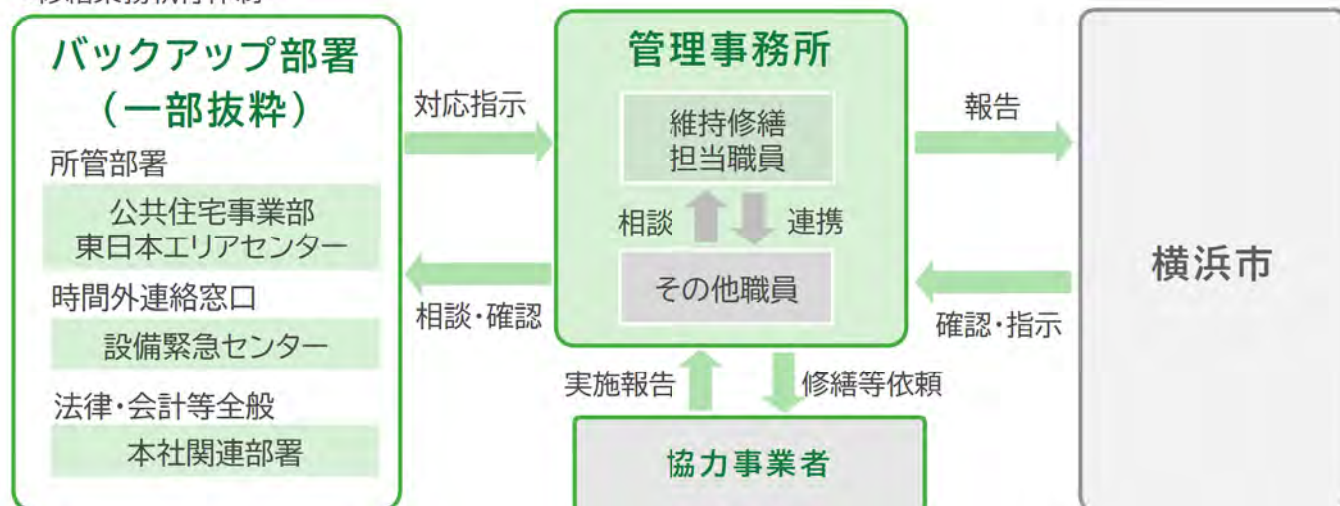 バックアップ部署
(一部抜粋)
所管部署
公共住宅事業部
東日本エリアセンター
時間外連絡窓口
設備緊急センター
法律・会計等全般
本社関連部署
対応指示
相談・確認
管理事務所
維持修繕
担当職員
相談
連携
その他職員
実施報告
修繕等依頼
協力事業者
報告
確認・指示
横浜市